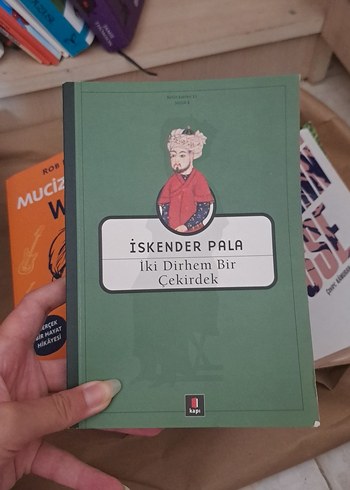 İSKENDER PALA
İki Dirhem Bir
Çekirdek
kapı
ROB
MUCİZ
W
GERÇEK
BİR HAYAT
HİKAYESİ